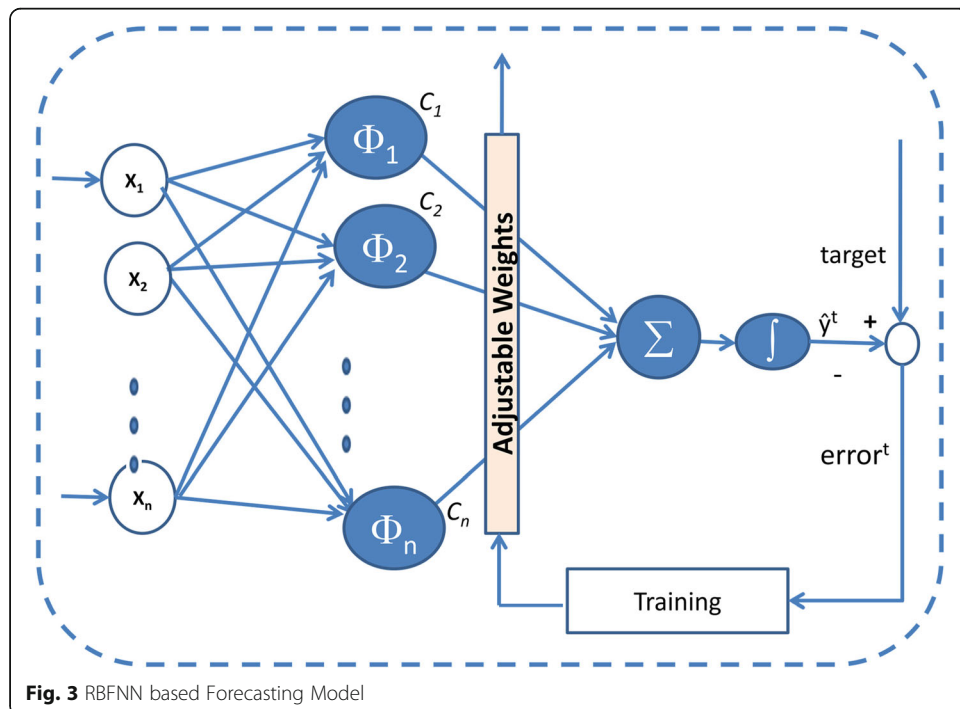 C₁
Φ₁
X₁
C₂
Φ₂
X₂
Adjustable Weights
target
Σ
∫
ŷᵗ
+
-
errorᵗ
Xₙ
Cₙ
Φₙ
Training
Fig. 3 RBFNN based Forecasting Model